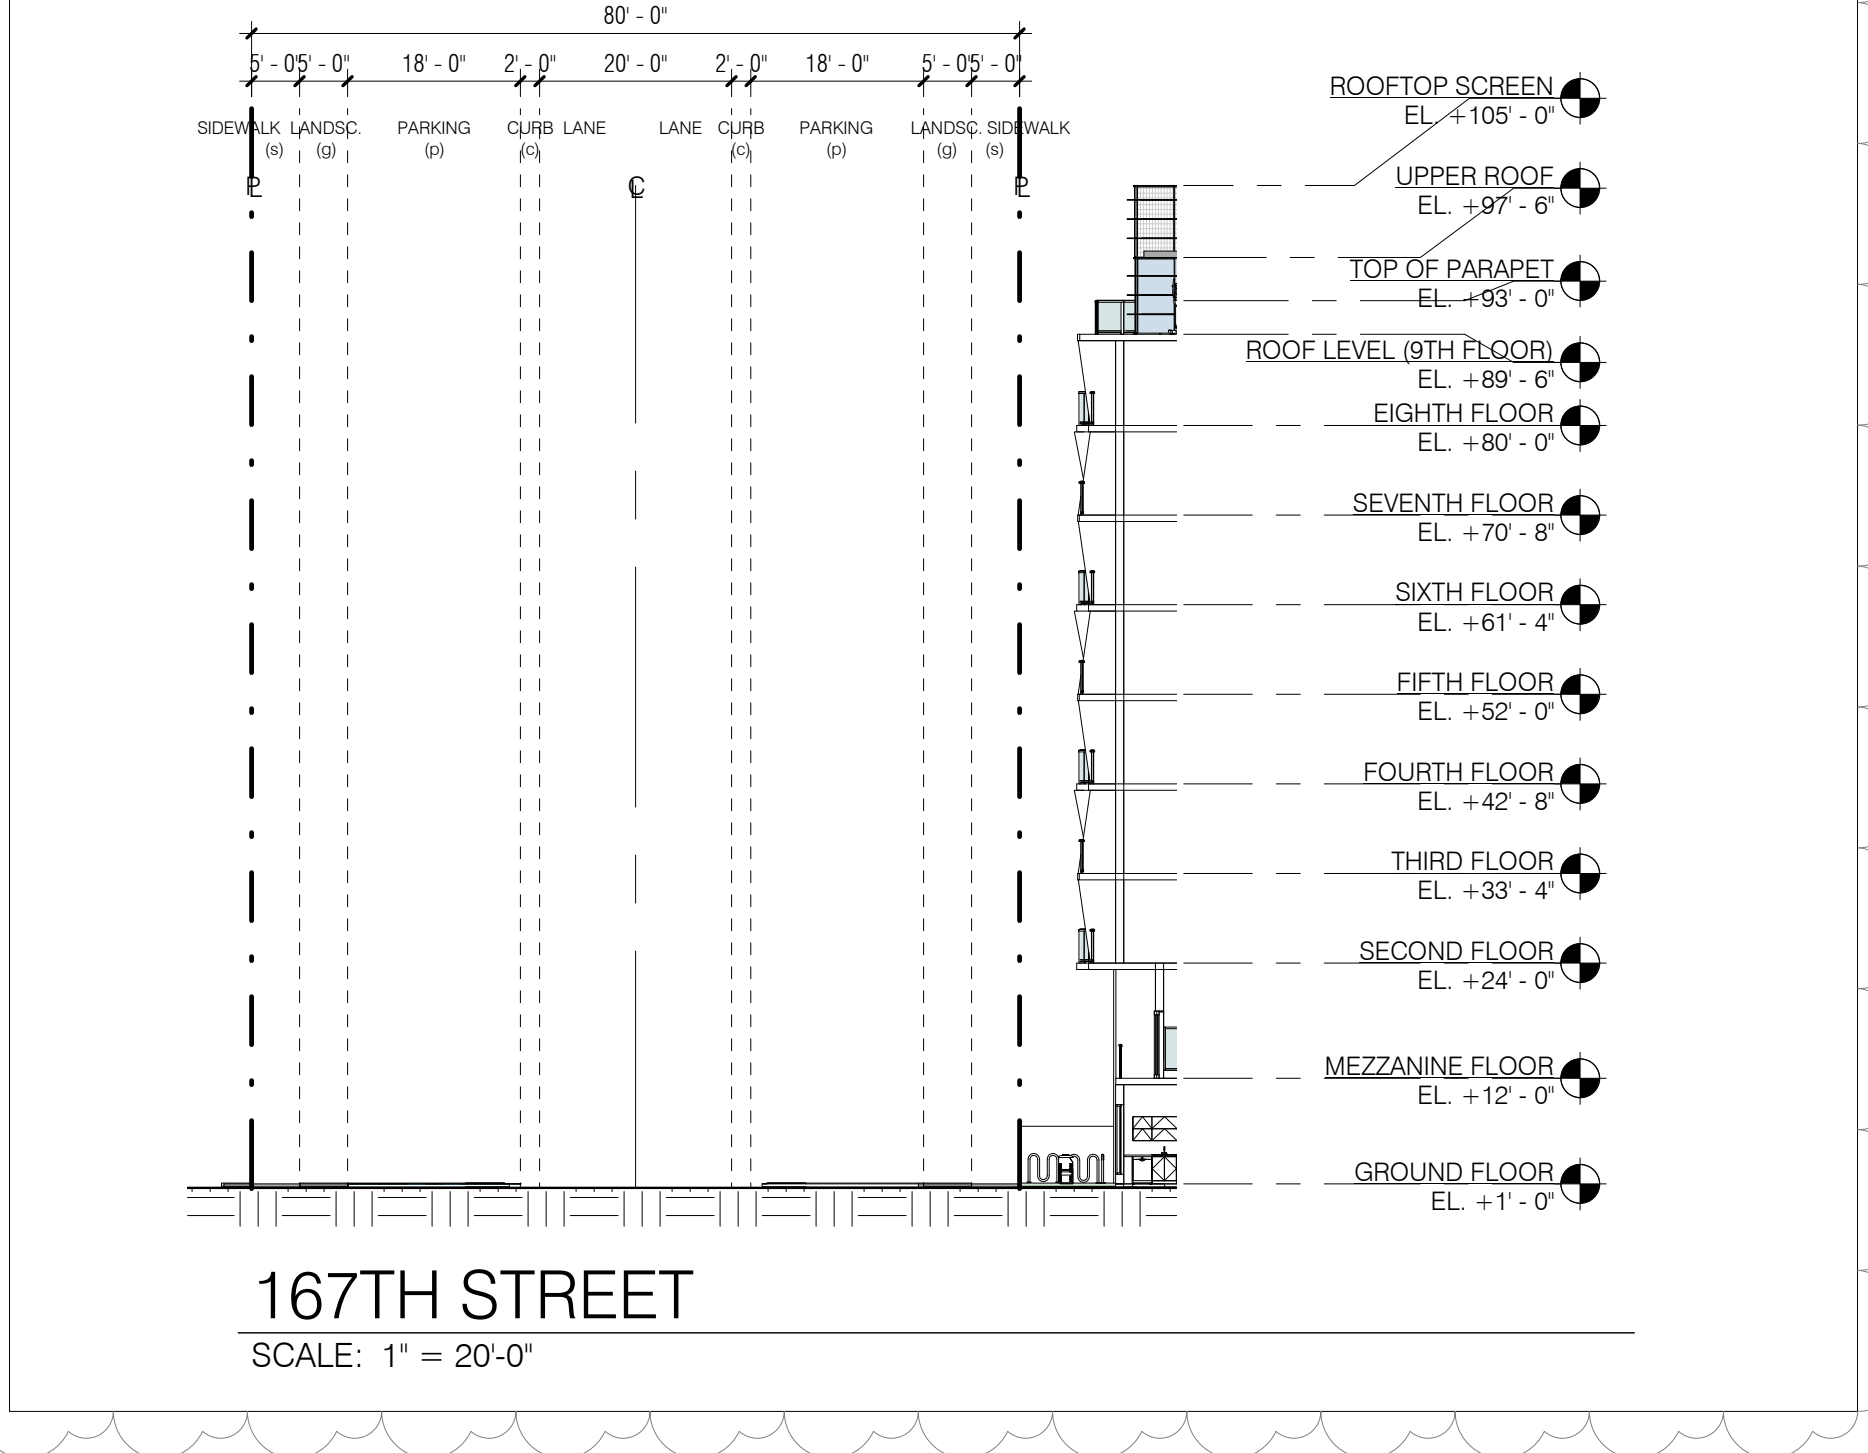 80' - 0"
5' - 0" 5' - 0" 18' - 0" 2' - 0" 20' - 0" 2' - 0" 18' - 0" 5' - 0" 5' - 0"
SIDEWALK LANDSC. PARKING CURB LANE LANE CURB PARKING LANDSC. SIDEWALK
(s) (g) (p) (c) (c) (p) (g) (s)
PL CL PL
ROOFTOP SCREEN
EL. +105' - 0"
UPPER ROOF
EL. +97' - 6"
TOP OF PARAPET
EL. +93' - 0"
ROOF LEVEL (9TH FLOOR)
EL. +89' - 6"
EIGHTH FLOOR
EL. +80' - 0"
SEVENTH FLOOR
EL. +70' - 8"
SIXTH FLOOR
EL. +61' - 4"
FIFTH FLOOR
EL. +52' - 0"
FOURTH FLOOR
EL. +42' - 8"
THIRD FLOOR
EL. +33' - 4"
SECOND FLOOR
EL. +24' - 0"
MEZZANINE FLOOR
EL. +12' - 0"
GROUND FLOOR
EL. +1' - 0"
167TH STREET
SCALE: 1" = 20'-0"